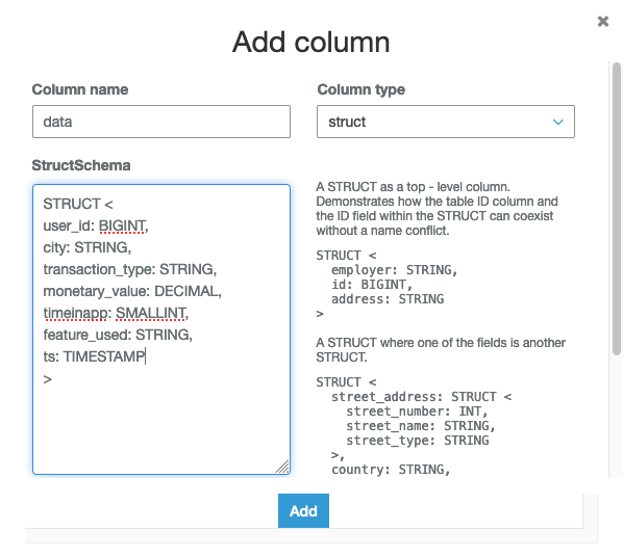 Add column
Column name
Column type
data
struct
StructSchema
STRUCT <
user_id: BIGINT,
city: STRING,
transaction_type: STRING,
monetary_value: DECIMAL,
timeinapp: SMALLINT,
feature_used: STRING,
ts: TIMESTAMP
>
A STRUCT as a top - level column.
Demonstrates how the table ID column and
the ID field within the STRUCT can coexist
without a name conflict.
STRUCT <
employer: STRING,
id: BIGINT,
address: STRING
>
A STRUCT where one of the fields is another
STRUCT.
STRUCT <
street_address: STRUCT <
street_number: INT,
street_name: STRING,
street_type: STRING
>,
country: STRING,
Add